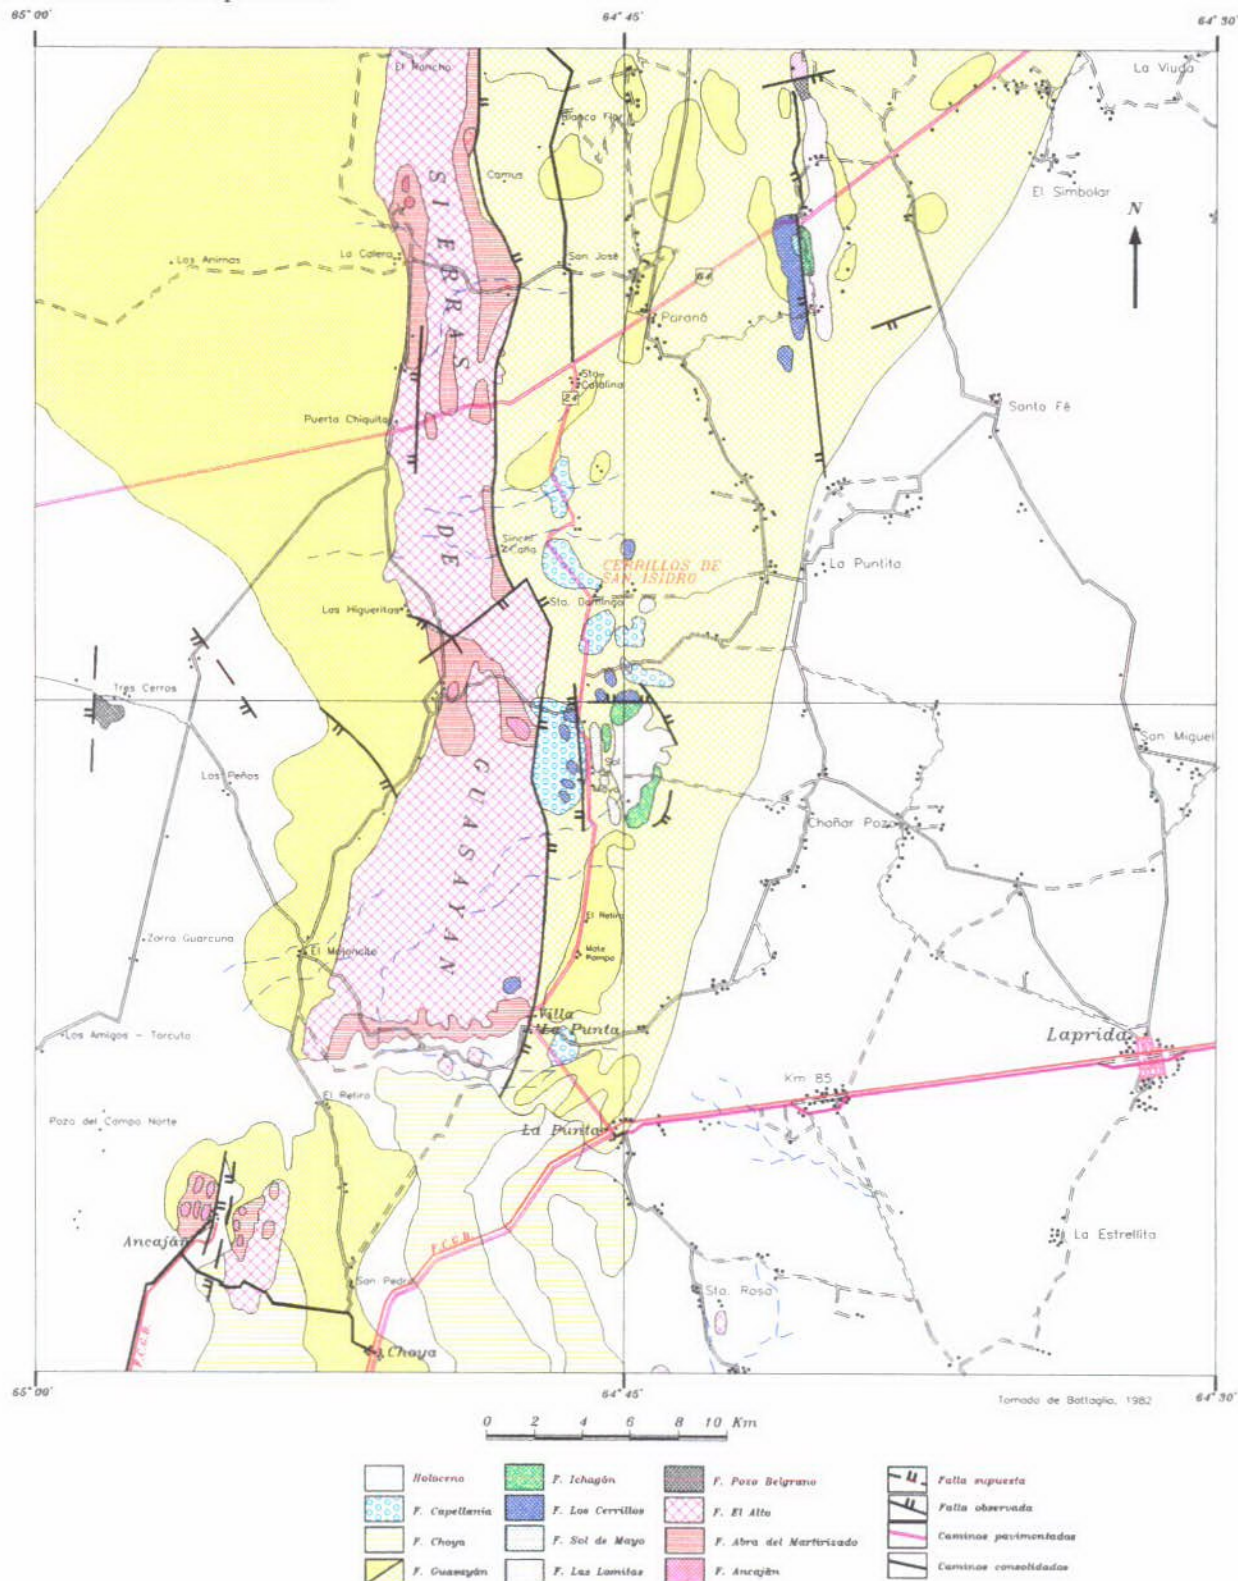 65° 00'
64° 45'
64° 30'
El Rancho
La Viuda
Blanca Flor
Camus
El Simbolar
N
Los Animas
La Calera
San José
64
Paraná
Sta. Catalina
24
Puerta Chiquita
Santo Fé
SIERRAS DE GUASAYAN
CERRILLOS DE
SAN ISIDRO
La Puntita
Sto. Domingo
Las Higueritas
Tres Cerros
San Miguel
Sol
Los Peños
Chañar Pozo
El Retiro
Mate Pampa
Zorra Guarcuna
El Mojoncito
Villa
La Punta
Los Amigos - Torcuto
Laprida
Km 85
El Retiro
Pozo del Campo Norte
La Punta
Ancaján
F.C.G.B.
La Estrellita
San Pedro
Sta. Rosa
F.C.G.B.
Choya
65° 00'
64° 45'
64° 30'
Tomado de Battaglia, 1982
0 2 4 6 8 10 Km
Holoceno
F. Ichagón
F. Pozo Belgrano
Falla supuesta
F. Capellanía
F. Los Cerrillos
F. El Alto
Falla observada
F. Choya
F. Sol de Mayo
F. Abra del Martirizado
Caminos pavimentados
F. Guasayán
F. Las Lomitas
F. Ancaján
Caminos consolidados